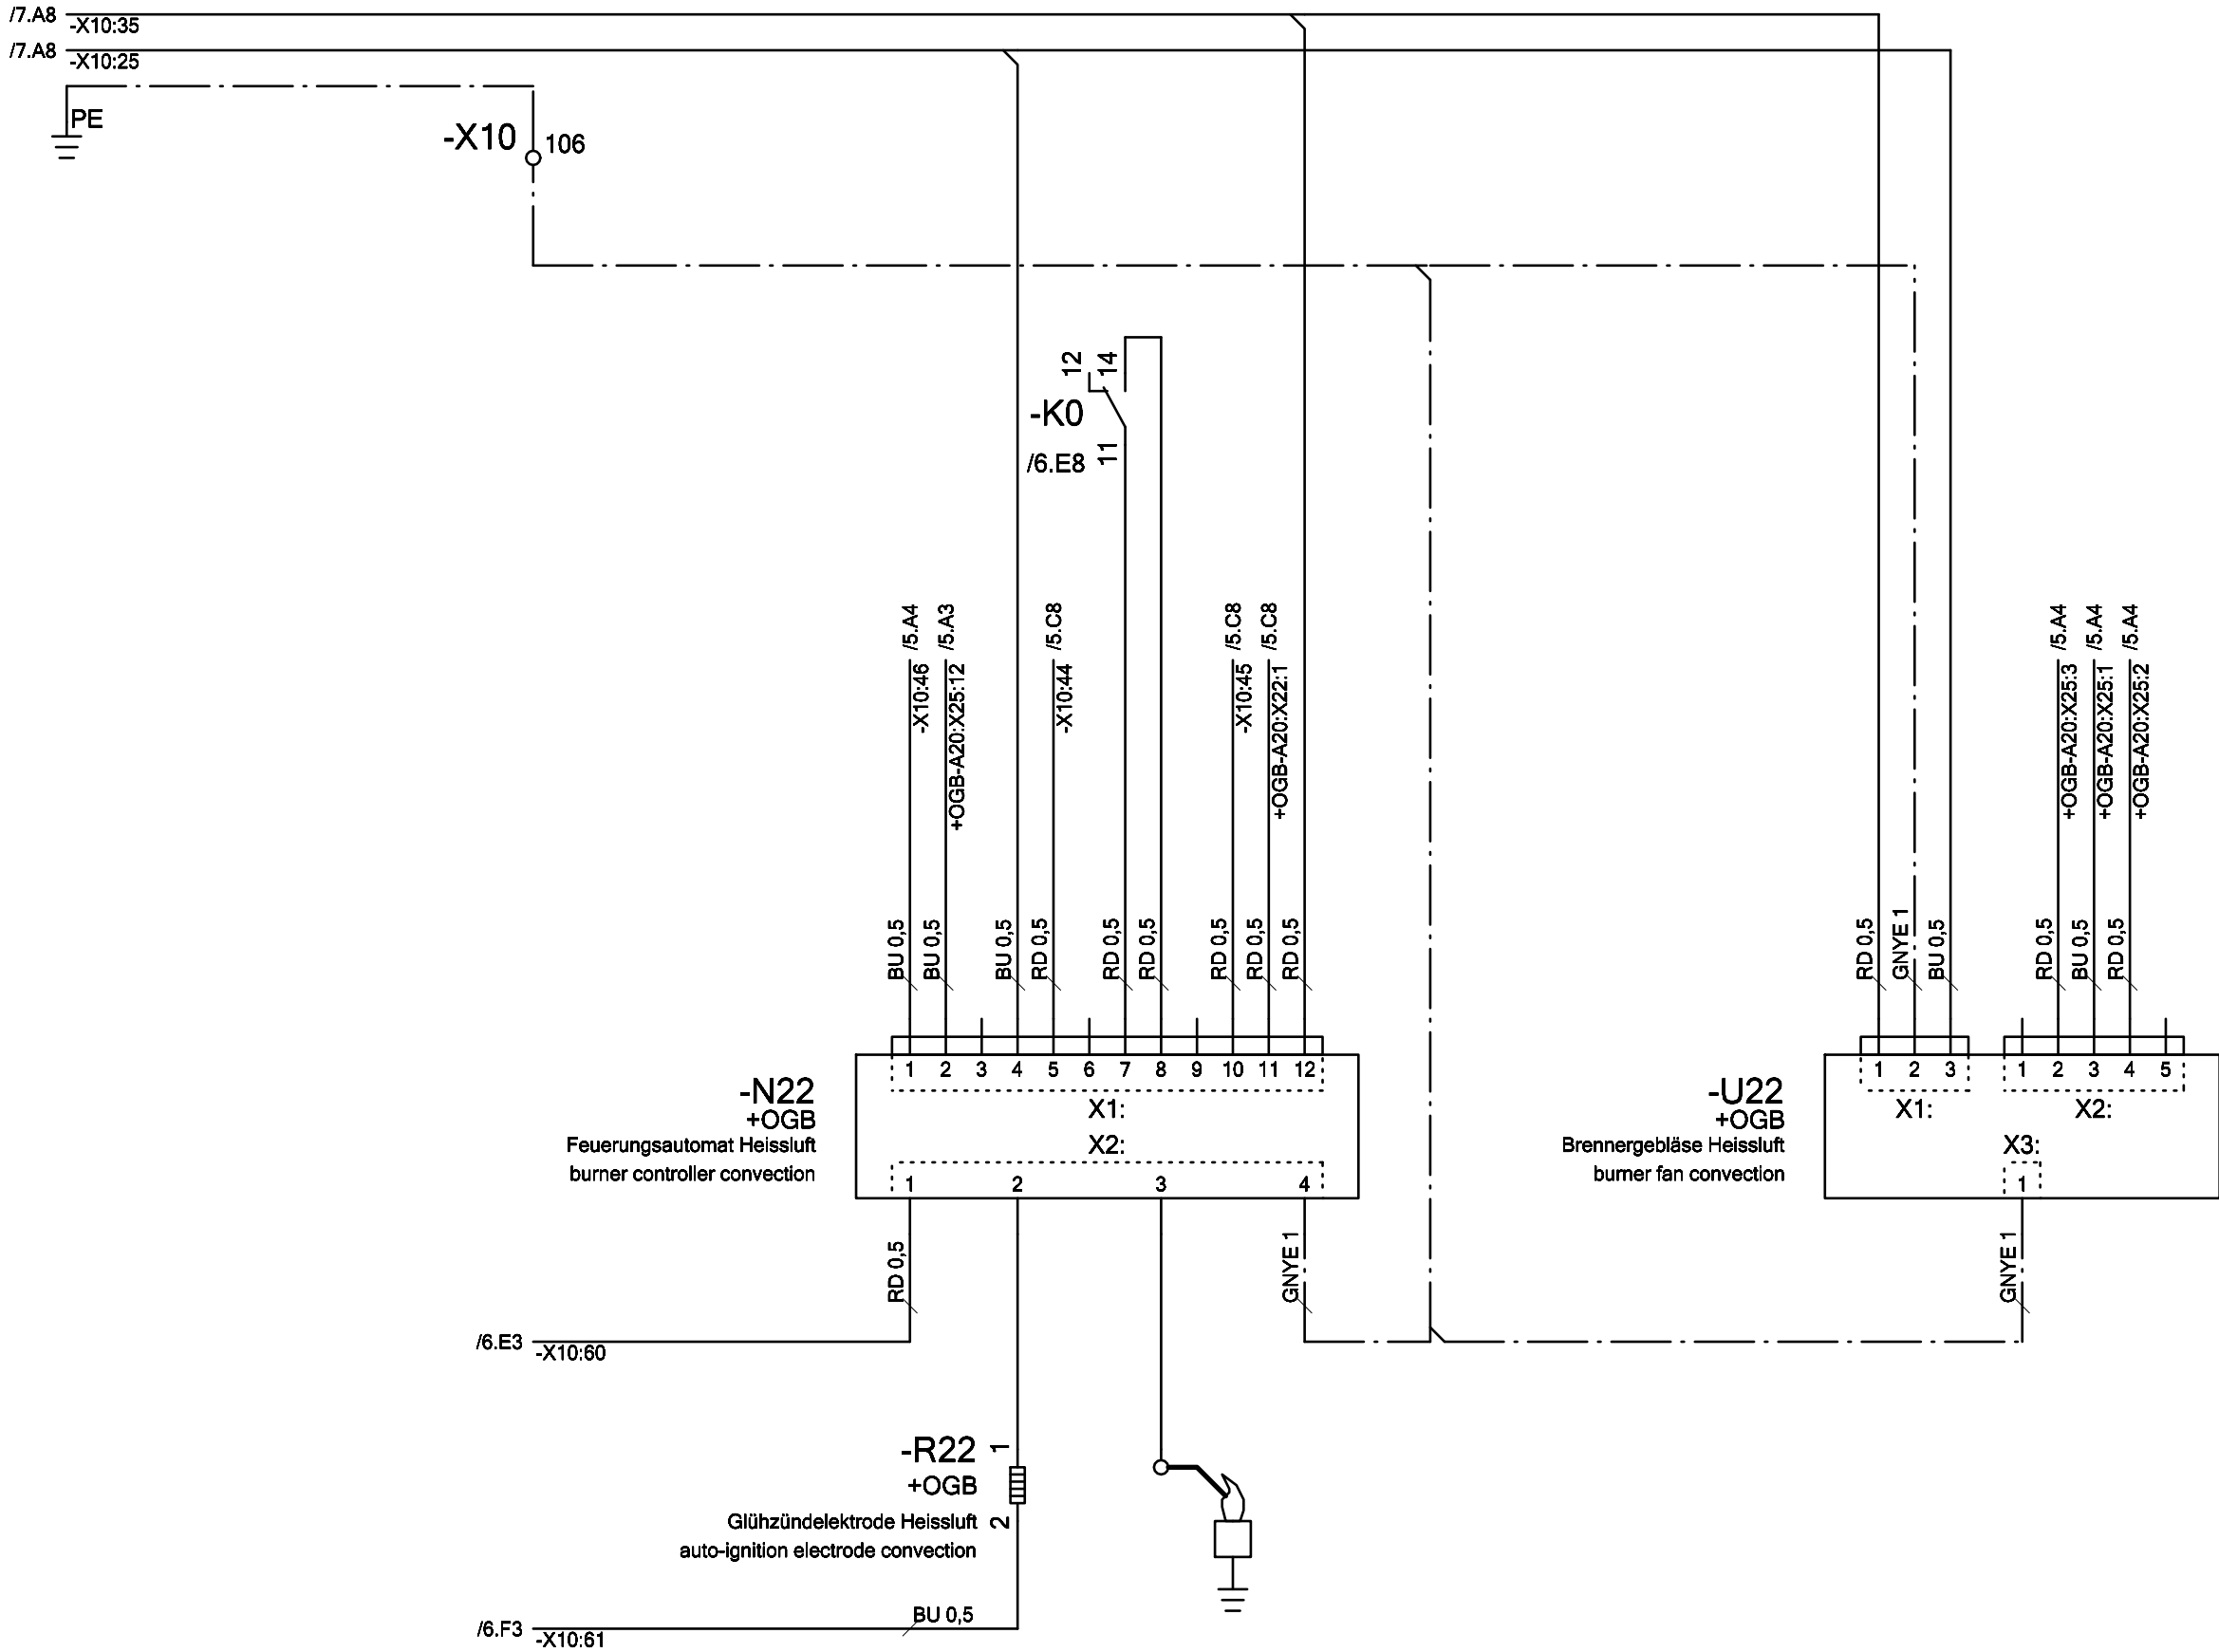 /7.A8
-X10:35
/7.A8
-X10:25
PE
-X10 106
12 14
-K0
/6.E8 11
/5.A4 /5.A3 /5.C8 /5.C8 /5.C8 /5.A4 /5.A4 /5.A4
-X10:46 +OGB-A20:X25:12 -X10:44 -X10:45 +OGB-A20:X22:1 +OGB-A20:X25:3 +OGB-A20:X25:1 +OGB-A20:X25:2
BU 0,5 BU 0,5 BU 0,5 RD 0,5 RD 0,5 RD 0,5 RD 0,5 RD 0,5 RD 0,5 RD 0,5 GNYE 1 BU 0,5 RD 0,5 BU 0,5 RD 0,5
1 2 3 4 5 6 7 8 9 10 11 12 1 2 3 1 2 3 4 5
-N22
+OGB
Feuerungsautomat Heissluft
burner controller convection
X1:
X2:
1 2 3 4
-U22
+OGB
Brennergebläse Heissluft
burner fan convection
X1: X2:
X3:
1
RD 0,5 GNYE 1 GNYE 1
/6.E3
-X10:60
-R22 1
+OGB
Glühzündelektrode Heissluft 2
auto-ignition electrode convection
BU 0,5
/6.F3
-X10:61